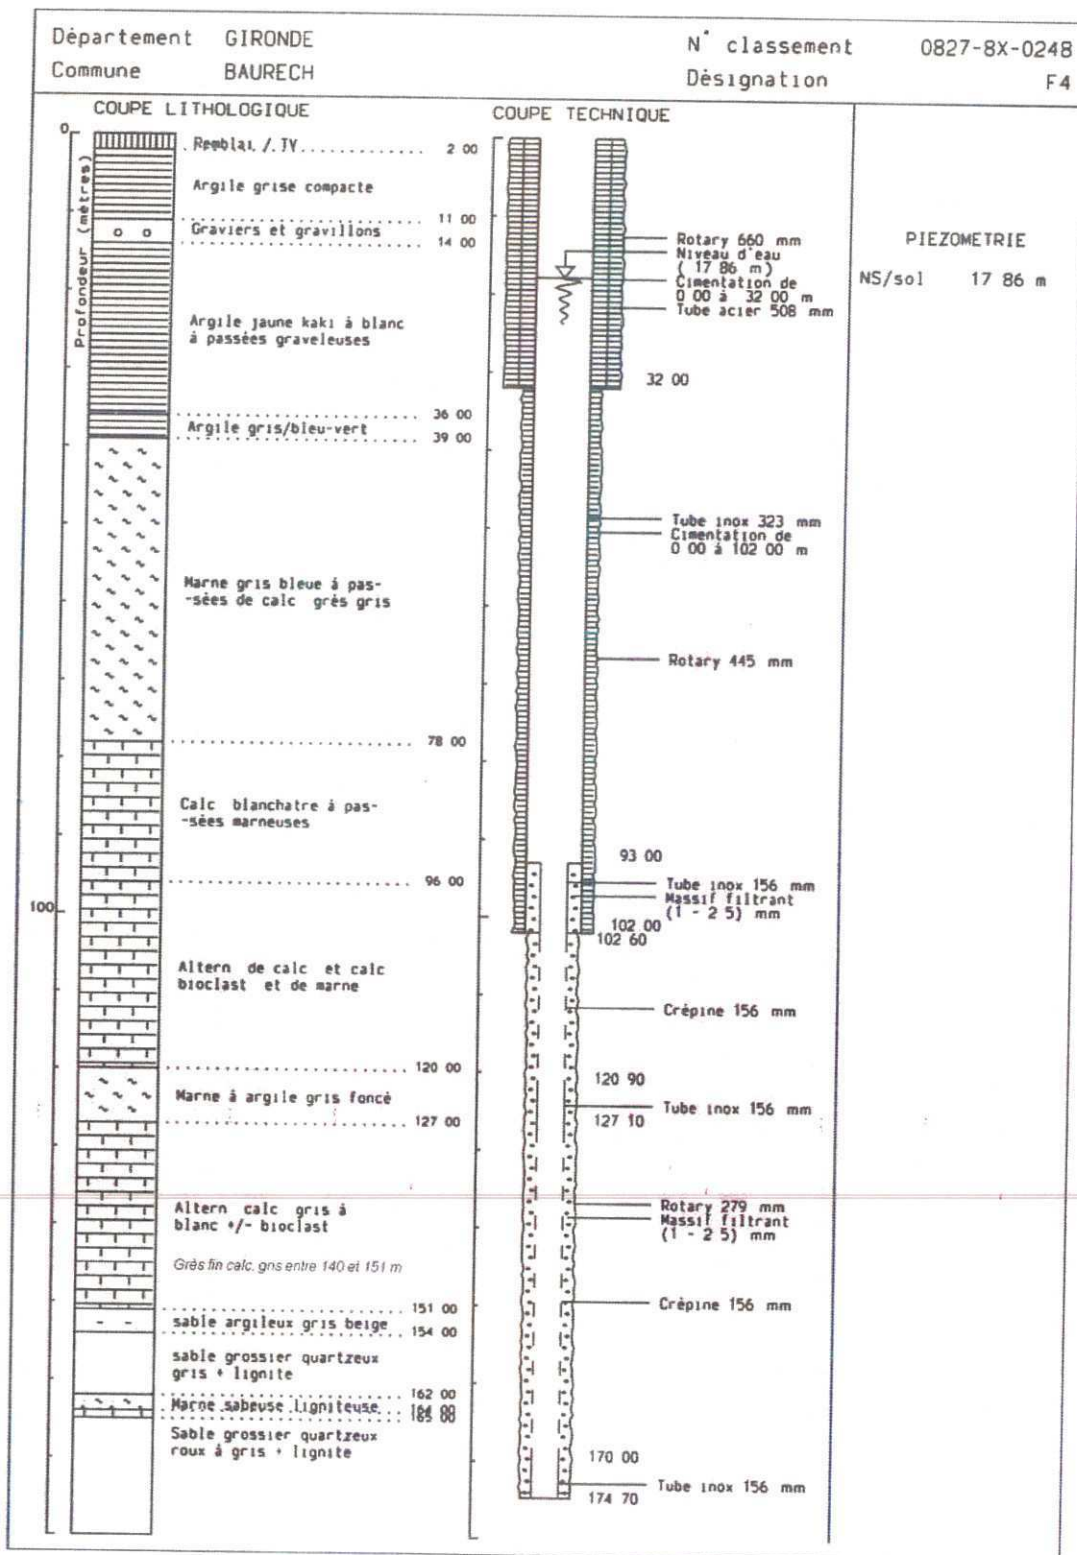 Département GIRONDE
Commune BAURECH
N° classement 0827-8X-0248
Désignation F4
COUPE LITHOLOGIQUE
Profondeur (mètres)
0
100
Remblai / TV 2 00
Argile grise compacte
11 00
Graviers et gravillons
14 00
Argile jaune kaki à blanc
à passées graveleuses
36 00
Argile gris/bleu-vert
39 00
Marne gris bleue à pas-
-sées de calc grès gris
78 00
Calc blanchatre à pas-
-sées marneuses
96 00
Altern de calc et calc
bioclast et de marne
120 00
Marne à argile gris foncé
127 00
Altern calc gris à
blanc +/- bioclast
Grès fin calc. gris entre 140 et 151 m
151 00
sable argileux gris beige
154 00
sable grossier quartzeux
gris + lignite
162 00
Marne sabeuse ligniteuse
164 00
165 00
Sable grossier quartzeux
roux à gris + lignite
COUPE TECHNIQUE
Rotary 660 mm
Niveau d'eau
( 17 86 m)
Cimentation de
0 00 à 32 00 m
Tube acier 508 mm
32 00
Tube inox 323 mm
Cimentation de
0 00 à 102 00 m
Rotary 445 mm
93 00
Tube inox 156 mm
Massif filtrant
(1 - 2 5) mm
102 00
102 60
Crépine 156 mm
120 90
Tube inox 156 mm
127 10
Rotary 279 mm
Massif filtrant
(1 - 2 5) mm
Crépine 156 mm
170 00
Tube inox 156 mm
174 70
PIEZOMETRIE
NS/sol 17 86 m